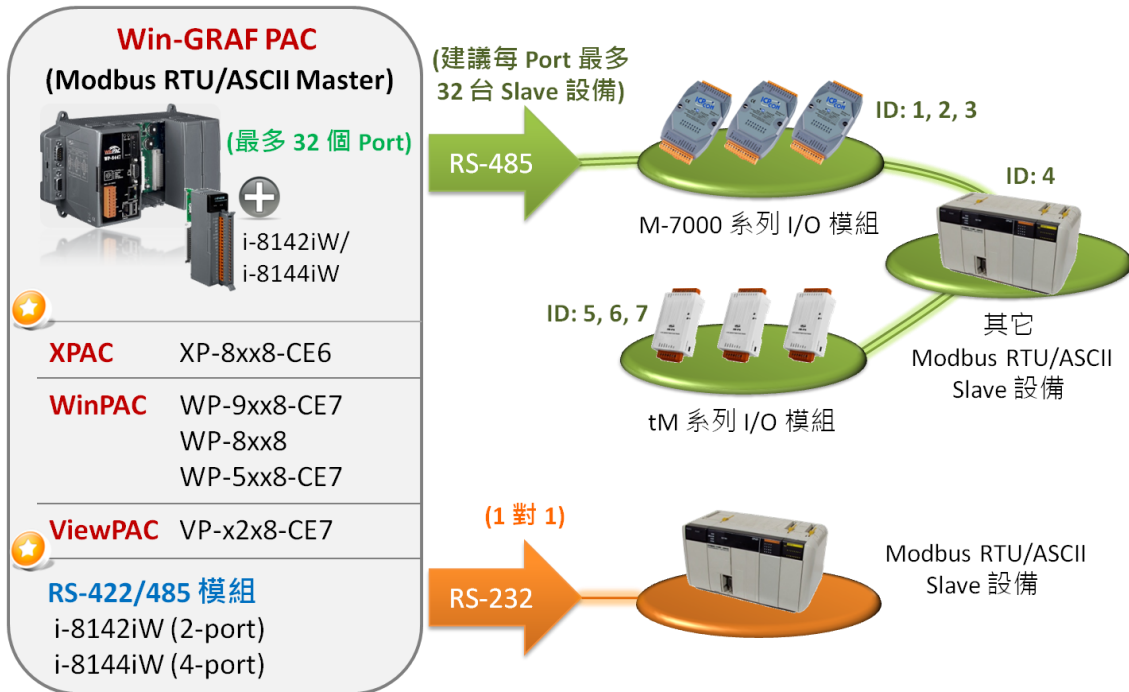 Win-GRAF PAC
(Modbus RTU/ASCII Master)
(最多 32 個 Port)
i-8142iW/
i-8144iW
XPAC XP-8xx8-CE6
WinPAC WP-9xx8-CE7
WP-8xx8
WP-5xx8-CE7
ViewPAC VP-x2x8-CE7
RS-422/485 模組
i-8142iW (2-port)
i-8144iW (4-port)
(建議每 Port 最多
32 台 Slave 設備)
RS-485
ID: 1, 2, 3
M-7000 系列 I/O 模組
ID: 4
其它
Modbus RTU/ASCII
Slave 設備
ID: 5, 6, 7
tM 系列 I/O 模組
(1 對 1)
RS-232
Modbus RTU/ASCII
Slave 設備